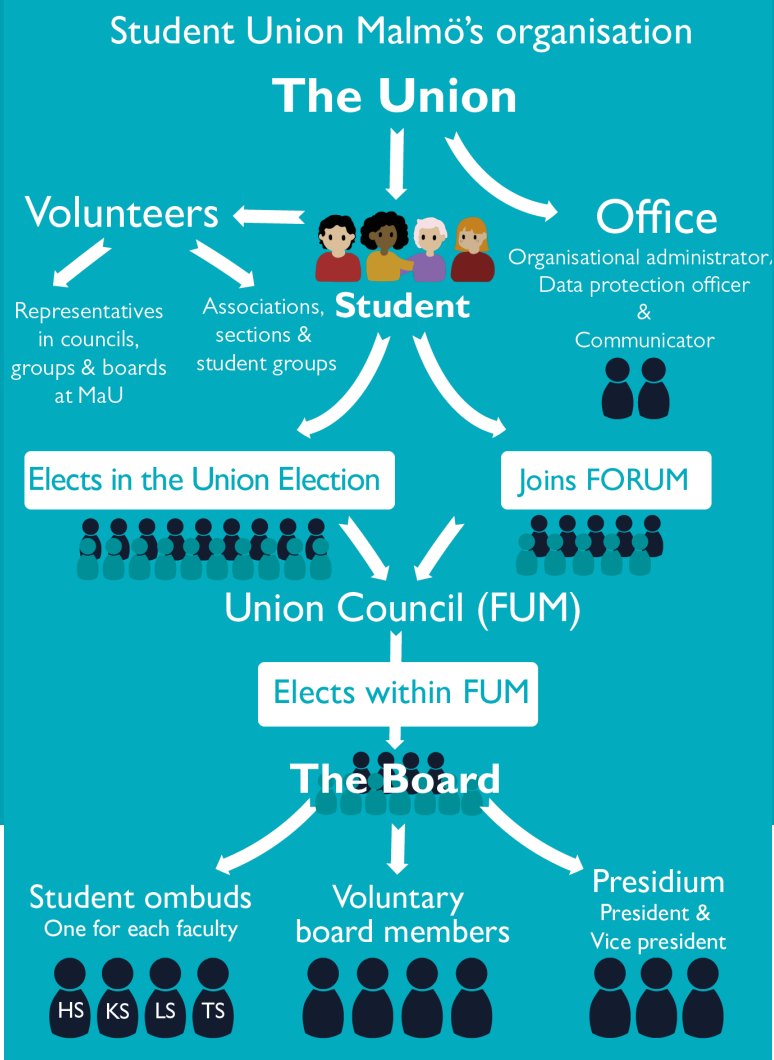 Student Union Malmö's organisation
The Union
Volunteers
Office
Organisational administrator,
Data protection officer
&
Communicator
Representatives
in councils,
groups & boards
at MaU
Associations,
sections &
student groups
Student
Elects in the Union Election
Joins FORUM
Union Council (FUM)
Elects within FUM
The Board
Student ombuds
One for each faculty
HS KS LS TS
Voluntary
board members
Presidium
President &
Vice president